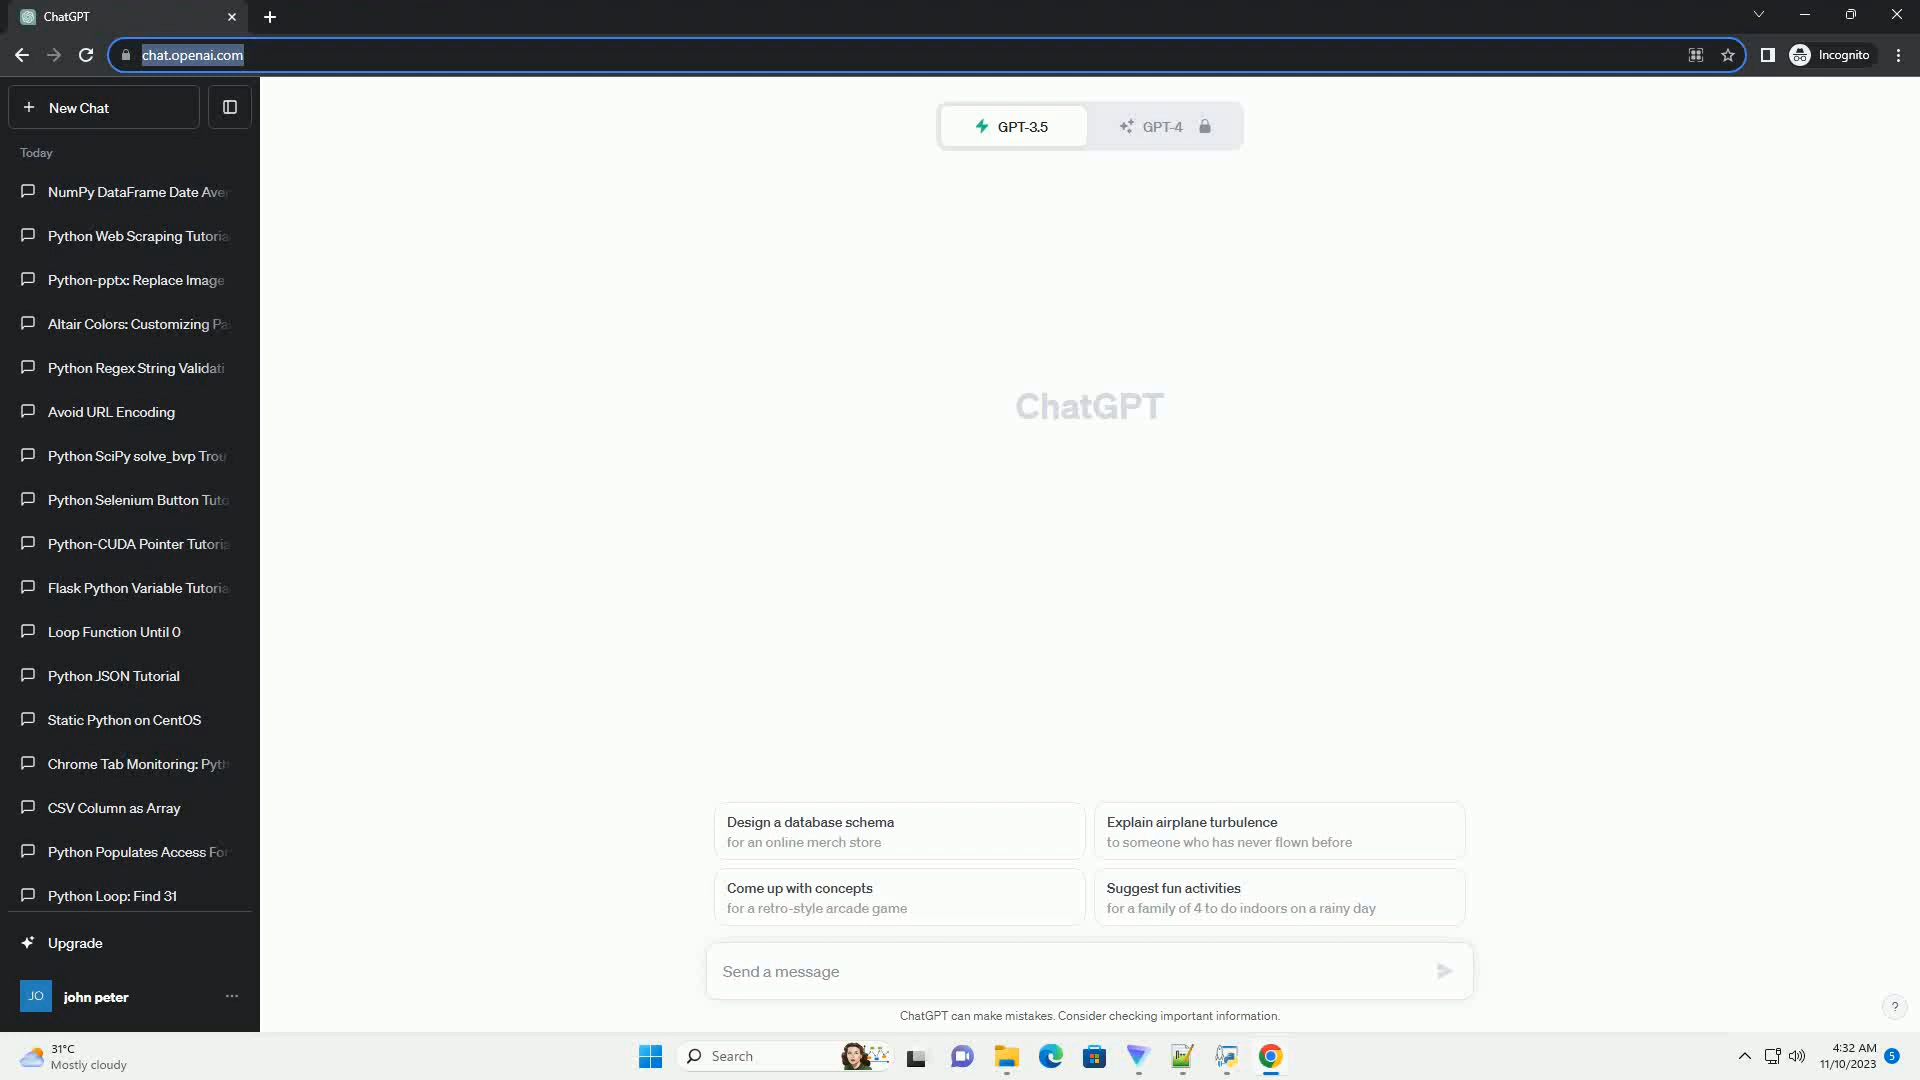 ChatGPT
chat.openai.com
Incognito
New Chat
Today
NumPy DataFrame Date Aver
Python Web Scraping Tutoria
Python-pptx: Replace Image
Altair Colors: Customizing Pa
Python Regex String Validati
Avoid URL Encoding
Python SciPy solve_bvp Trou
Python Selenium Button Tuto
Python-CUDA Pointer Tutoria
Flask Python Variable Tutoria
Loop Function Until 0
Python JSON Tutorial
Static Python on CentOS
Chrome Tab Monitoring: Pyth
CSV Column as Array
Python Populates Access For
Python Loop: Find 31
Upgrade
JO john peter
GPT-3.5
GPT-4
ChatGPT
Design a database schema
for an online merch store
Explain airplane turbulence
to someone who has never flown before
Come up with concepts
for a retro-style arcade game
Suggest fun activities
for a family of 4 to do indoors on a rainy day
Send a message
ChatGPT can make mistakes. Consider checking important information.
?
31°C
Mostly cloudy
Search
4:32 AM
11/10/2023
5